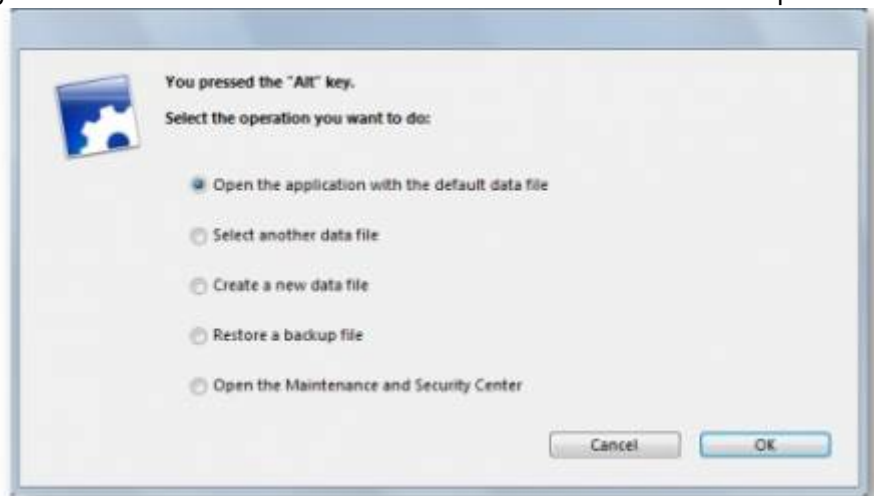 You pressed the "Alt" key.
Select the operation you want to do:
Open the application with the default data file
Select another data file
Create a new data file
Restore a backup file
Open the Maintenance and Security Center
Cancel OK